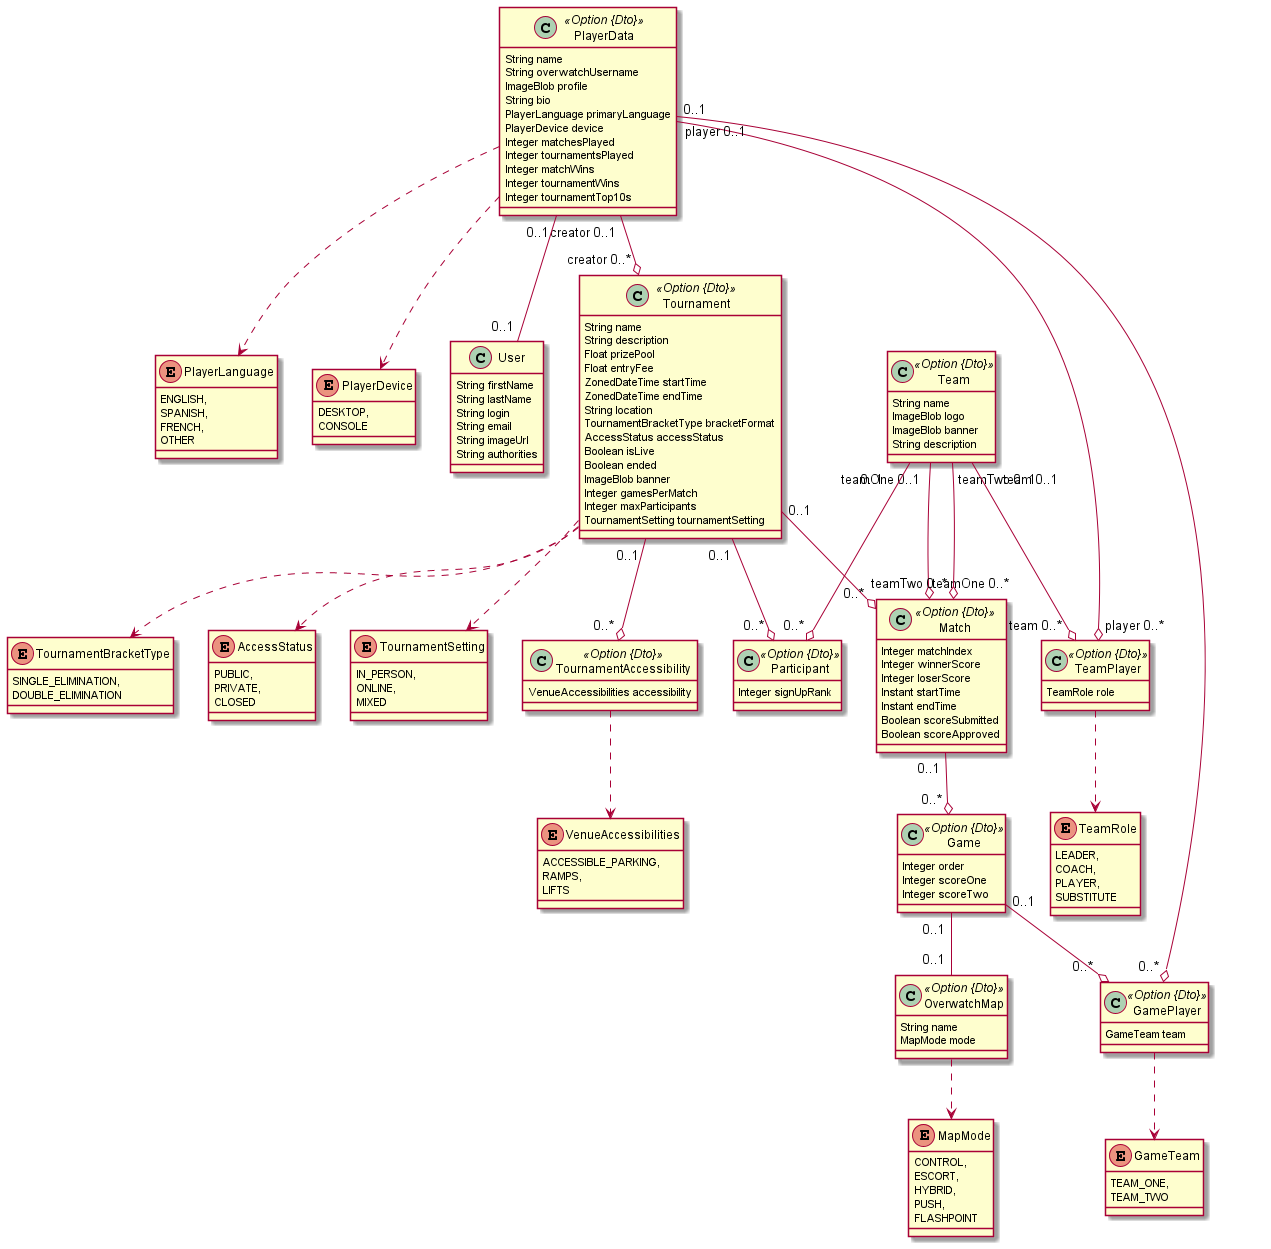 «Option {Dto}»
PlayerData
String name
String overwatchUsername
ImageBlob profile
String bio
PlayerLanguage primaryLanguage
PlayerDevice device
Integer matchesPlayed
Integer tournamentsPlayed
Integer matchWins
Integer tournamentWins
Integer tournamentTop10s
0..1
player 0..1
0..1
creator 0..1
creator 0..*
0..1
PlayerLanguage
ENGLISH,
SPANISH,
FRENCH,
OTHER
PlayerDevice
DESKTOP,
CONSOLE
User
String firstName
String lastName
String login
String email
String imageUrl
String authorities
«Option {Dto}»
Tournament
String name
String description
Float prizePool
Float entryFee
ZonedDateTime startTime
ZonedDateTime endTime
String location
TournamentBracketType bracketFormat
AccessStatus accessStatus
Boolean isLive
Boolean ended
ImageBlob banner
Integer gamesPerMatch
Integer maxParticipants
TournamentSetting tournamentSetting
«Option {Dto}»
Team
String name
ImageBlob logo
ImageBlob banner
String description
0..1
teamOne 0..1
teamTwo 0..1
team 0..1
0..1
0..1
0..1
0..*
0..*
0..*
0..*
teamTwo 0..*
teamOne 0..*
team 0..*
player 0..*
TournamentBracketType
SINGLE_ELIMINATION,
DOUBLE_ELIMINATION
AccessStatus
PUBLIC,
PRIVATE,
CLOSED
TournamentSetting
IN_PERSON,
ONLINE,
MIXED
«Option {Dto}»
TournamentAccessibility
VenueAccessibilities accessibility
«Option {Dto}»
Participant
Integer signUpRank
«Option {Dto}»
Match
Integer matchIndex
Integer winnerScore
Integer loserScore
Instant startTime
Instant endTime
Boolean scoreSubmitted
Boolean scoreApproved
«Option {Dto}»
TeamPlayer
TeamRole role
0..1
0..*
VenueAccessibilities
ACCESSIBLE_PARKING,
RAMPS,
LIFTS
«Option {Dto}»
Game
Integer order
Integer scoreOne
Integer scoreTwo
TeamRole
LEADER,
COACH,
PLAYER,
SUBSTITUTE
0..1
0..1
0..1
0..*
0..*
«Option {Dto}»
OverwatchMap
String name
MapMode mode
«Option {Dto}»
GamePlayer
GameTeam team
MapMode
CONTROL,
ESCORT,
HYBRID,
PUSH,
FLASHPOINT
GameTeam
TEAM_ONE,
TEAM_TWO